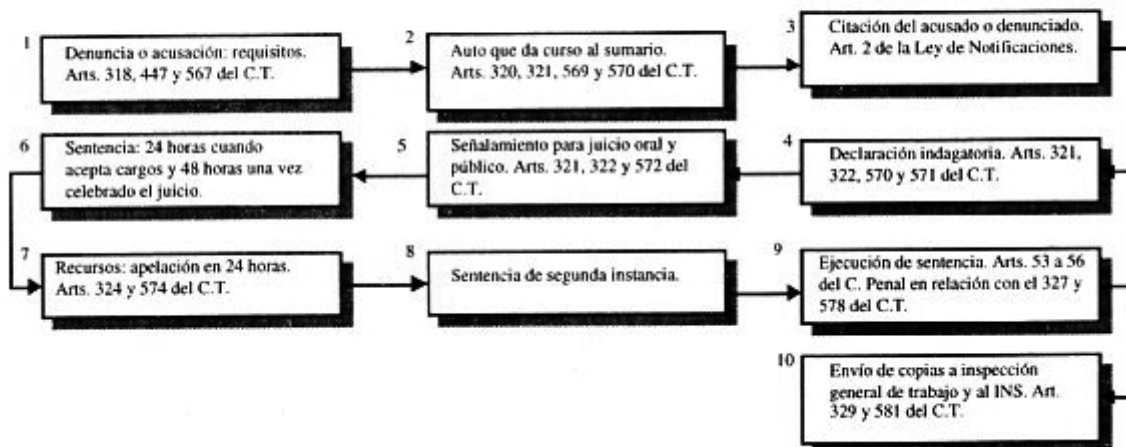 1
Denuncia o acusación: requisitos.
Arts. 318, 447 y 567 del C.T.
2
Auto que da curso al sumario.
Arts. 320, 321, 569 y 570 del C.T.
3
Citación del acusado o denunciado.
Art. 2 de la Ley de Notificaciones.
4
Declaración indagatoria. Arts. 321,
322, 570 y 571 del C.T.
5
Señalamiento para juicio oral y
público. Arts. 321, 322 y 572 del
C.T.
6
Sentencia: 24 horas cuando
acepta cargos y 48 horas una vez
celebrado el juicio.
7
Recursos: apelación en 24 horas.
Arts. 324 y 574 del C.T.
8
Sentencia de segunda instancia.
9
Ejecución de sentencia. Arts. 53 a 56
del C. Penal en relación con el 327 y
578 del C.T.
10
Envío de copias a inspección
general de trabajo y al INS. Art.
329 y 581 del C.T.